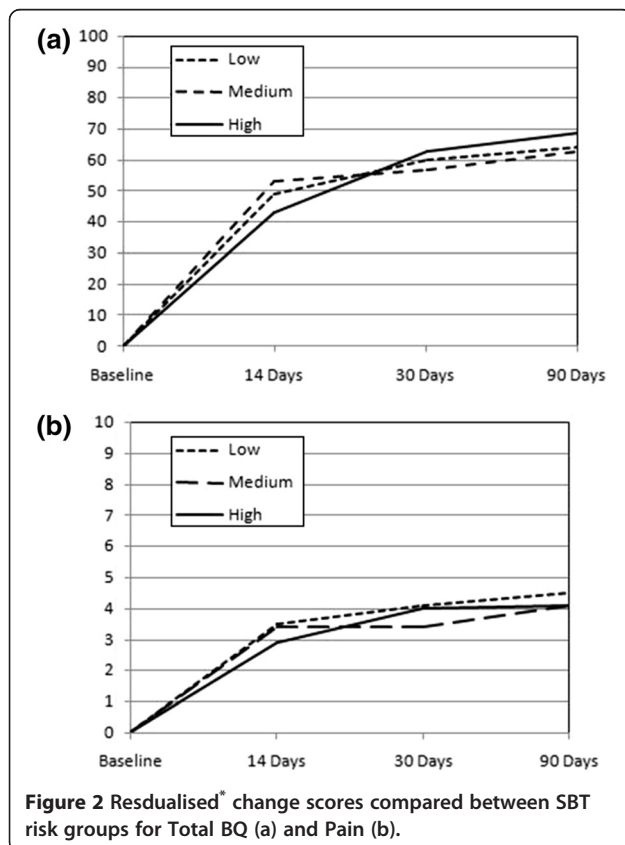 (a)
100
90
80
70
60
50
40
30
20
10
0
Low
Medium
High
Baseline 14 Days 30 Days 90 Days
(b)
10
9
8
7
6
5
4
3
2
1
0
Low
Medium
High
Baseline 14 Days 30 Days 90 Days
Figure 2 Resdualised* change scores compared between SBT
risk groups for Total BQ (a) and Pain (b).